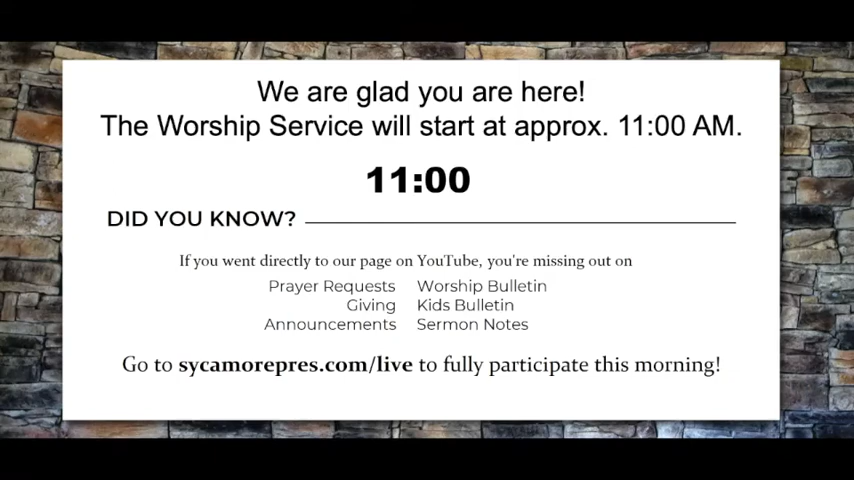 We are glad you are here!
The Worship Service will start at approx. 11:00 AM.
11:00
DID YOU KNOW?
If you went directly to our page on YouTube, you're missing out on
Prayer Requests Worship Bulletin
Giving Kids Bulletin
Announcements Sermon Notes
Go to sycamorepres.com/live to fully participate this morning!